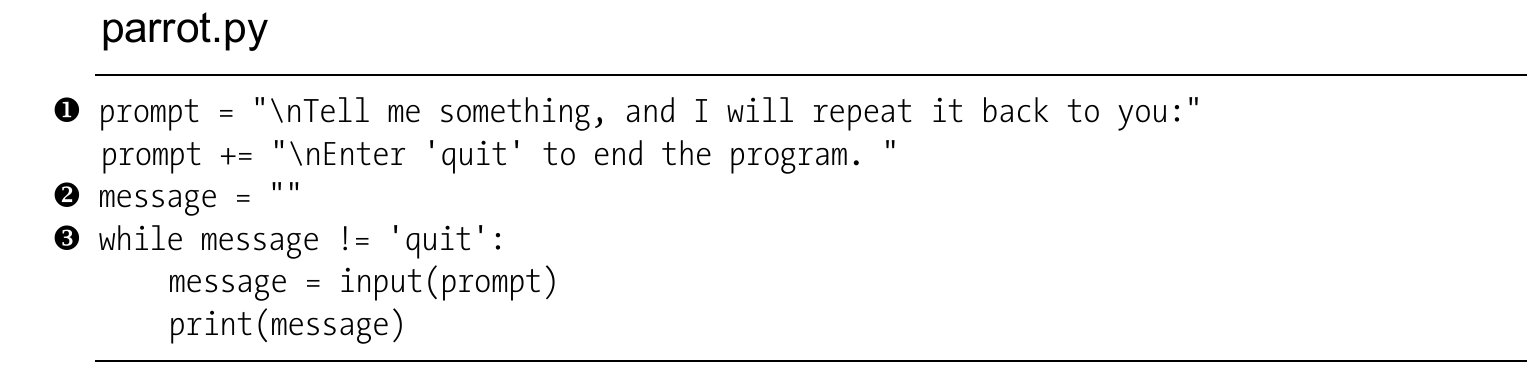 parrot.py
❶ prompt = "\nTell me something, and I will repeat it back to you:"
prompt += "\nEnter 'quit' to end the program. "
❷ message = ""
❸ while message != 'quit':
    message = input(prompt)
    print(message)